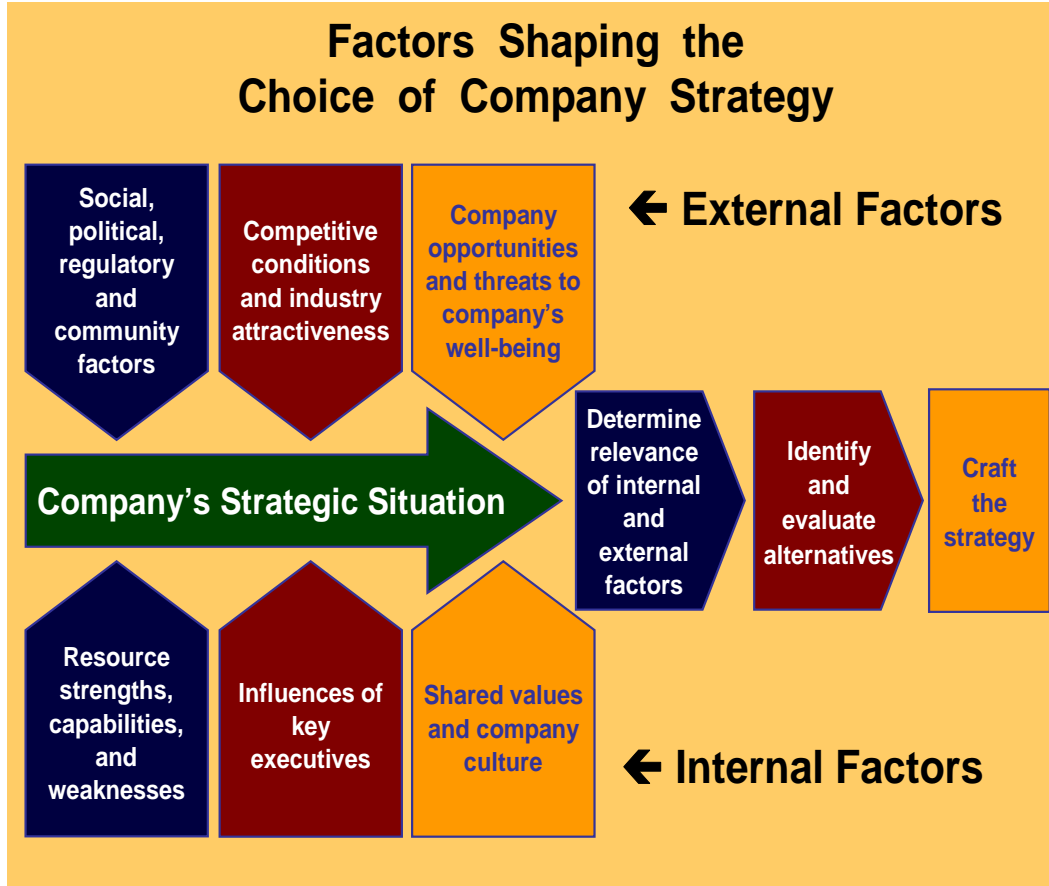 Factors Shaping the
Choice of Company Strategy
Social,
political,
regulatory
and
community
factors
Competitive
conditions
and industry
attractiveness
Company
opportunities
and threats to
company’s
well-being
← External Factors
Company’s Strategic Situation
Determine
relevance
of internal
and
external
factors
Identify
and
evaluate
alternatives
Craft
the
strategy
Resource
strengths,
capabilities,
and
weaknesses
Influences of
key
executives
Shared values
and company
culture
← Internal Factors